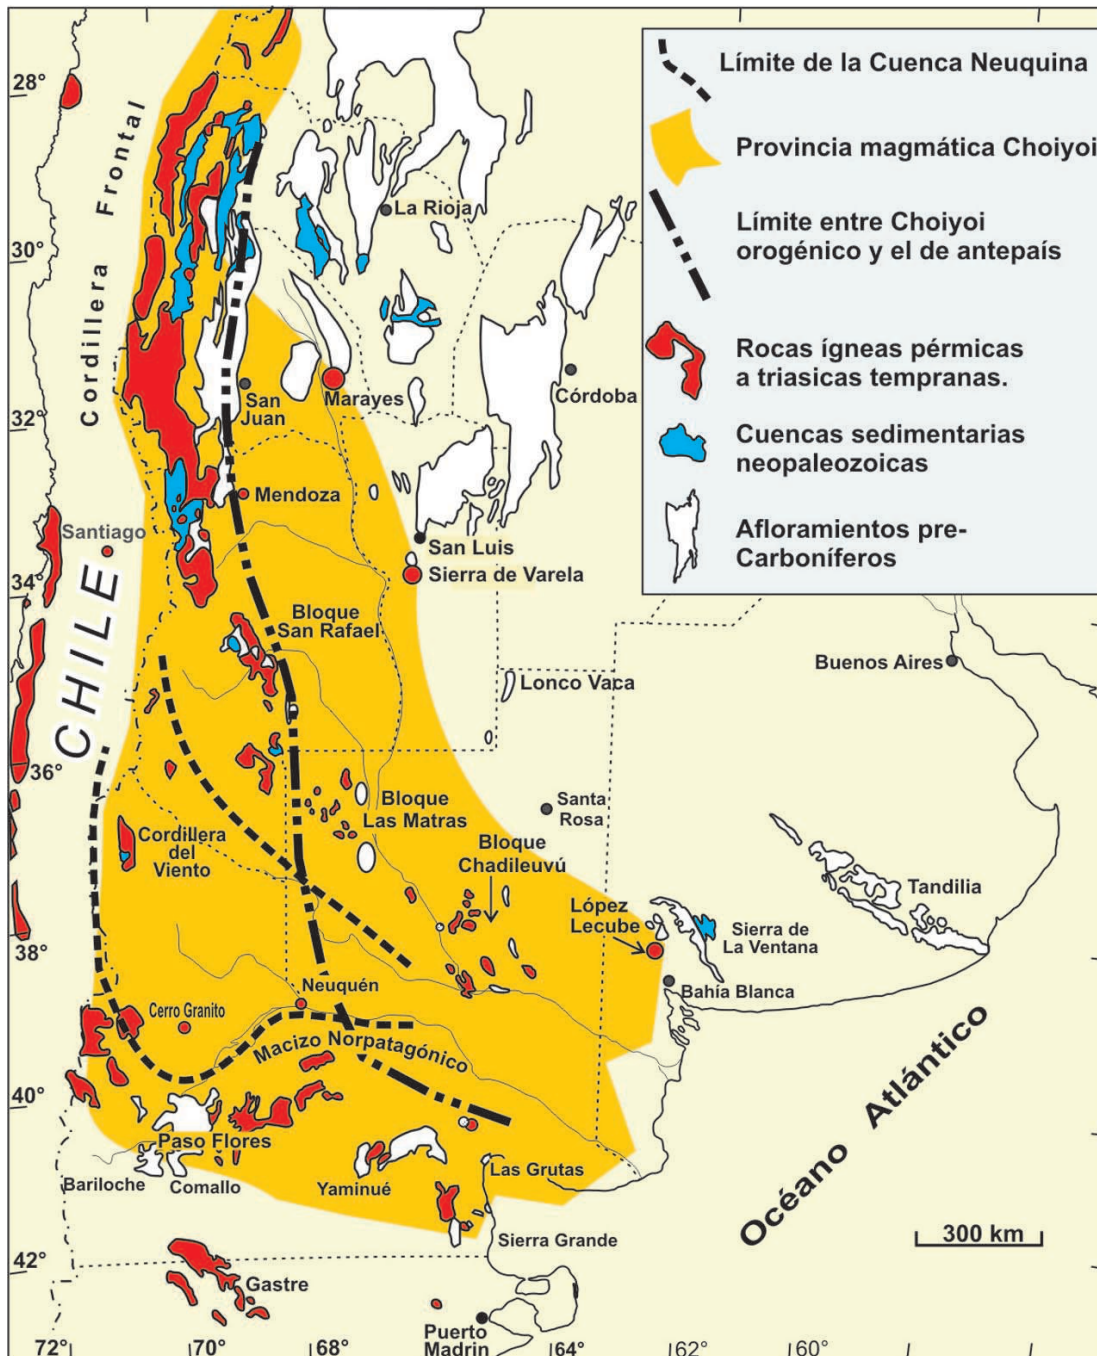 Límite de la Cuenca Neuquina
Provincia magmática Choiyoi
Límite entre Choiyoi
orogénico y el de antepaís
Rocas ígneas pérmicas
a triasicas tempranas.
Cuencas sedimentarias
neopaleozoicas
Afloramientos pre-
Carboníferos
28°
Cordillera Frontal
La Rioja
30°
San
Juan
Marayes
Córdoba
32°
Mendoza
Santiago
San Luis
Sierra de Varela
34°
CHILE
Bloque
San Rafael
Buenos Aires
Lonco Vaca
36°
Bloque
Las Matras
Santa
Rosa
Cordillera
del
Viento
Bloque
Chadileuvú
Tandilia
López
Lecube
Sierra de
La Ventana
38°
Neuquén
Bahía Blanca
Cerro Granito
Macizo Norpatagónico
Océano Atlántico
40°
Paso Flores
Bariloche
Comallo
Yaminué
Las Grutas
Sierra Grande
300 km
42°
Gastre
Puerto
Madrin
72°
70°
68°
64°
62°
60°